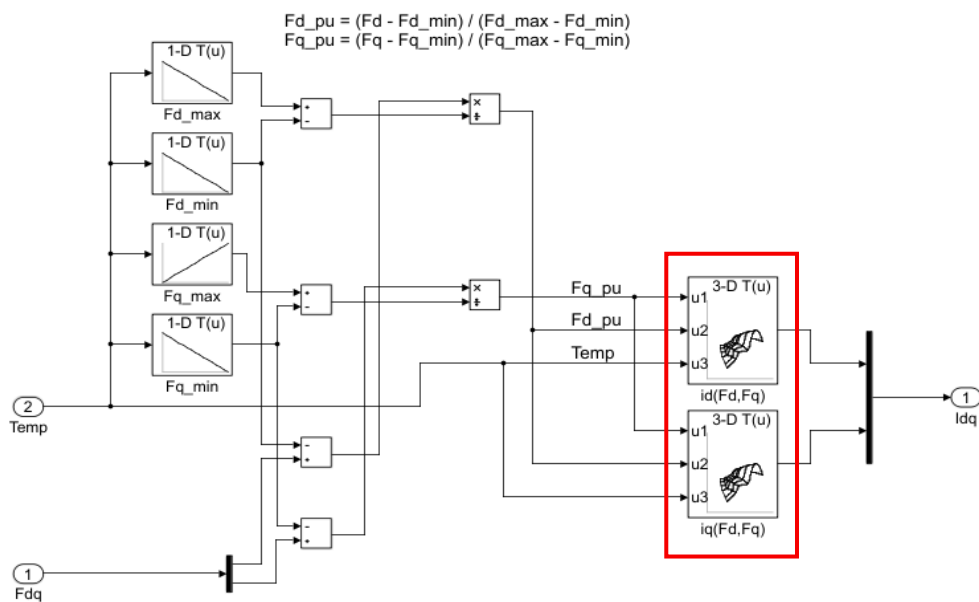 Fd_pu = (Fd - Fd_min) / (Fd_max - Fd_min)
Fq_pu = (Fq - Fq_min) / (Fq_max - Fq_min)
1-D T(u)
Fd_max
1-D T(u)
Fd_min
1-D T(u)
Fq_max
1-D T(u)
Fq_min
2
Temp
1
Fdq
+
-
×
÷
+
-
×
÷
-
+
-
+
Fq_pu
Fd_pu
Temp
3-D T(u)
u1
u2
u3
id(Fd,Fq)
3-D T(u)
u1
u2
u3
iq(Fd,Fq)
1
Idq